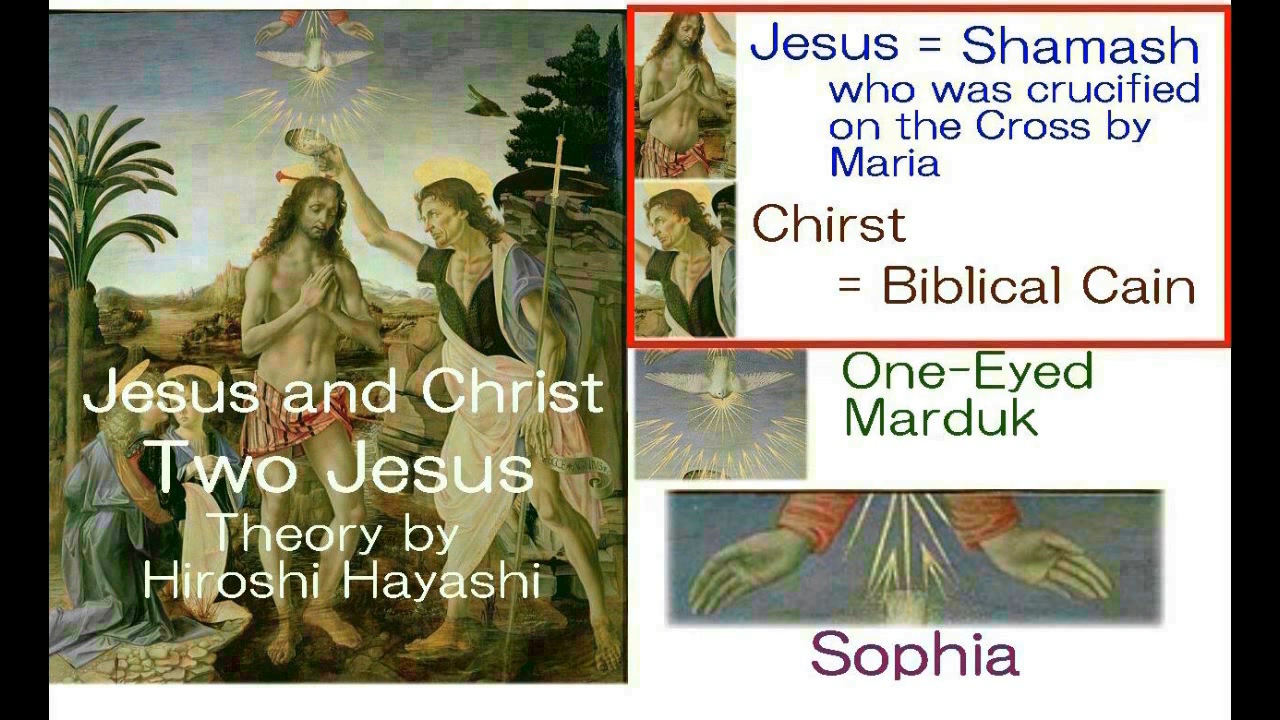 Jesus and Christ
Two Jesus
Theory by
Hiroshi Hayashi
Jesus = Shamash
who was crucified
on the Cross by
Maria
Chirst
= Biblical Cain
One-Eyed
Marduk
Sophia